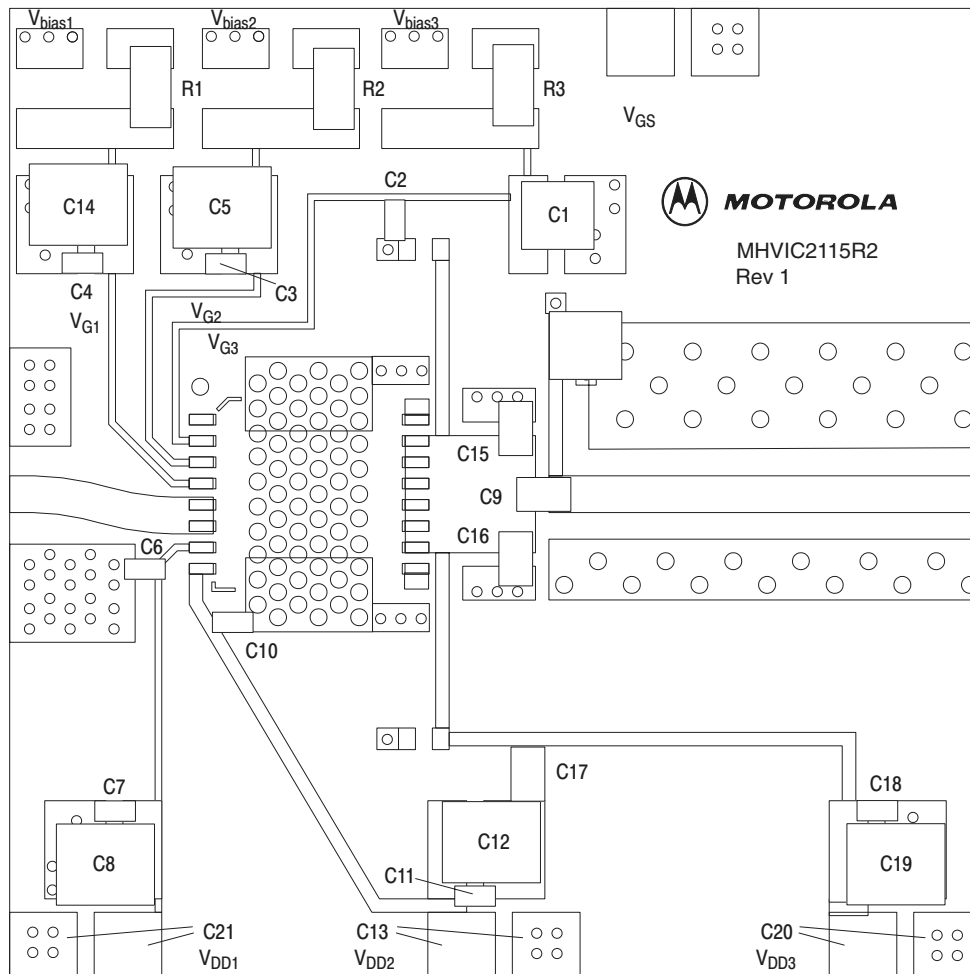 Vbias1 Vbias2 Vbias3
R1 R2 R3
VGS
C14 C5 C2 C1
MOTOROLA
MHVIC2115R2
Rev 1
C4 C3
VG1 VG2
VG3
C15
C9
C16
C6
C10
C7 C17 C18
C8 C12 C19
C11
C21 C13 C20
VDD1 VDD2 VDD3